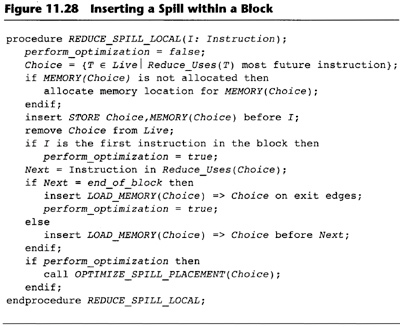 Figure 11.28 Inserting a Spill within a Block
procedure REDUCE_SPILL_LOCAL(I: Instruction);
perform_optimization = false;
Choice = {T ∈ Live| Reduce_Uses(T) most future instruction};
if MEMORY(Choice) is not allocated then
allocate memory location for MEMORY(Choice);
endif;
insert STORE Choice,MEMORY(Choice) before I;
remove Choice from Live;
if I is the first instruction in the block then
perform_optimization = true;
Next = Instruction in Reduce_Uses(Choice);
if Next = end_of_block then
insert LOAD_MEMORY(Choice) => Choice on exit edges;
perform_optimization = true;
else
insert LOAD_MEMORY(Choice) => Choice before Next;
endif;
if perform_optimization then
call OPTIMIZE_SPILL_PLACEMENT(Choice);
endif;
endprocedure REDUCE_SPILL_LOCAL;